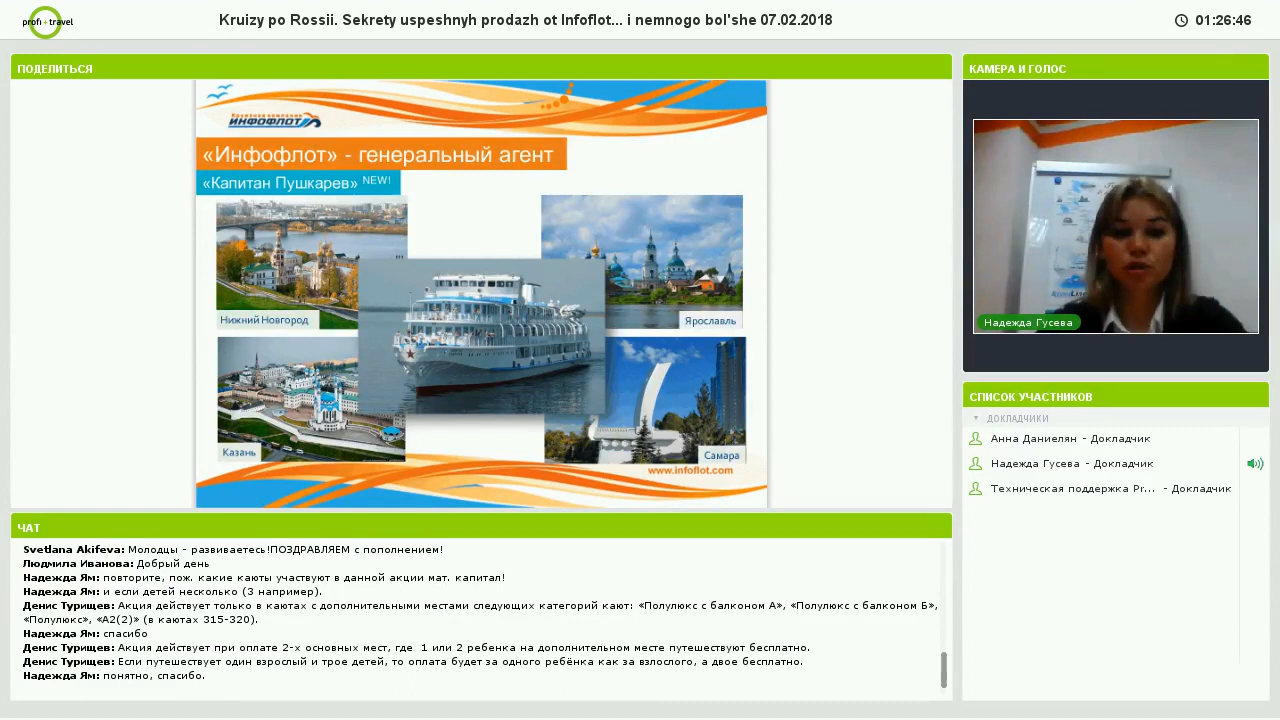 profi + travel
Kruizy po Rossii. Sekrety uspeshnyh prodazh ot Infoflot... i nemnogo bol'she 07.02.2018
01:26:46
ПОДЕЛИТЬСЯ
Круизная компания
ИНФОФЛОТ
«Инфофлот» - генеральный агент
«Капитан Пушкарев» NEW!
Нижний Новгород
Ярославль
Казань
Самара
www.infoflot.com
КАМЕРА И ГОЛОС
Надежда Гусева
СПИСОК УЧАСТНИКОВ
ДОКЛАДЧИКИ
Анна Даниелян - Докладчик
Надежда Гусева - Докладчик
Техническая поддержка Pr... - Докладчик
ЧАТ
Svetlana Akifeva: Молодцы - развиваетесь!ПОЗДРАВЛЯЕМ с пополнением!
Людмила Иванова: Добрый день
Надежда Ям: повторите, пож. какие каюты участвуют в данной акции мат. капитал!
Надежда Ям: и если детей несколько (3 например).
Денис Турищев: Акция действует только в каютах с дополнительными местами следующих категорий кают: «Полулюкс с балконом А», «Полулюкс с балконом Б»,
«Полулюкс», «А2(2)» (в каютах 315-320).
Надежда Ям: спасибо
Денис Турищев: Акция действует при оплате 2-х основных мест, где 1 или 2 ребенка на дополнительном месте путешествуют бесплатно.
Денис Турищев: Если путешествует один взрослый и трое детей, то оплата будет за одного ребёнка как за взлослого, а двое бесплатно.
Надежда Ям: понятно, спасибо.